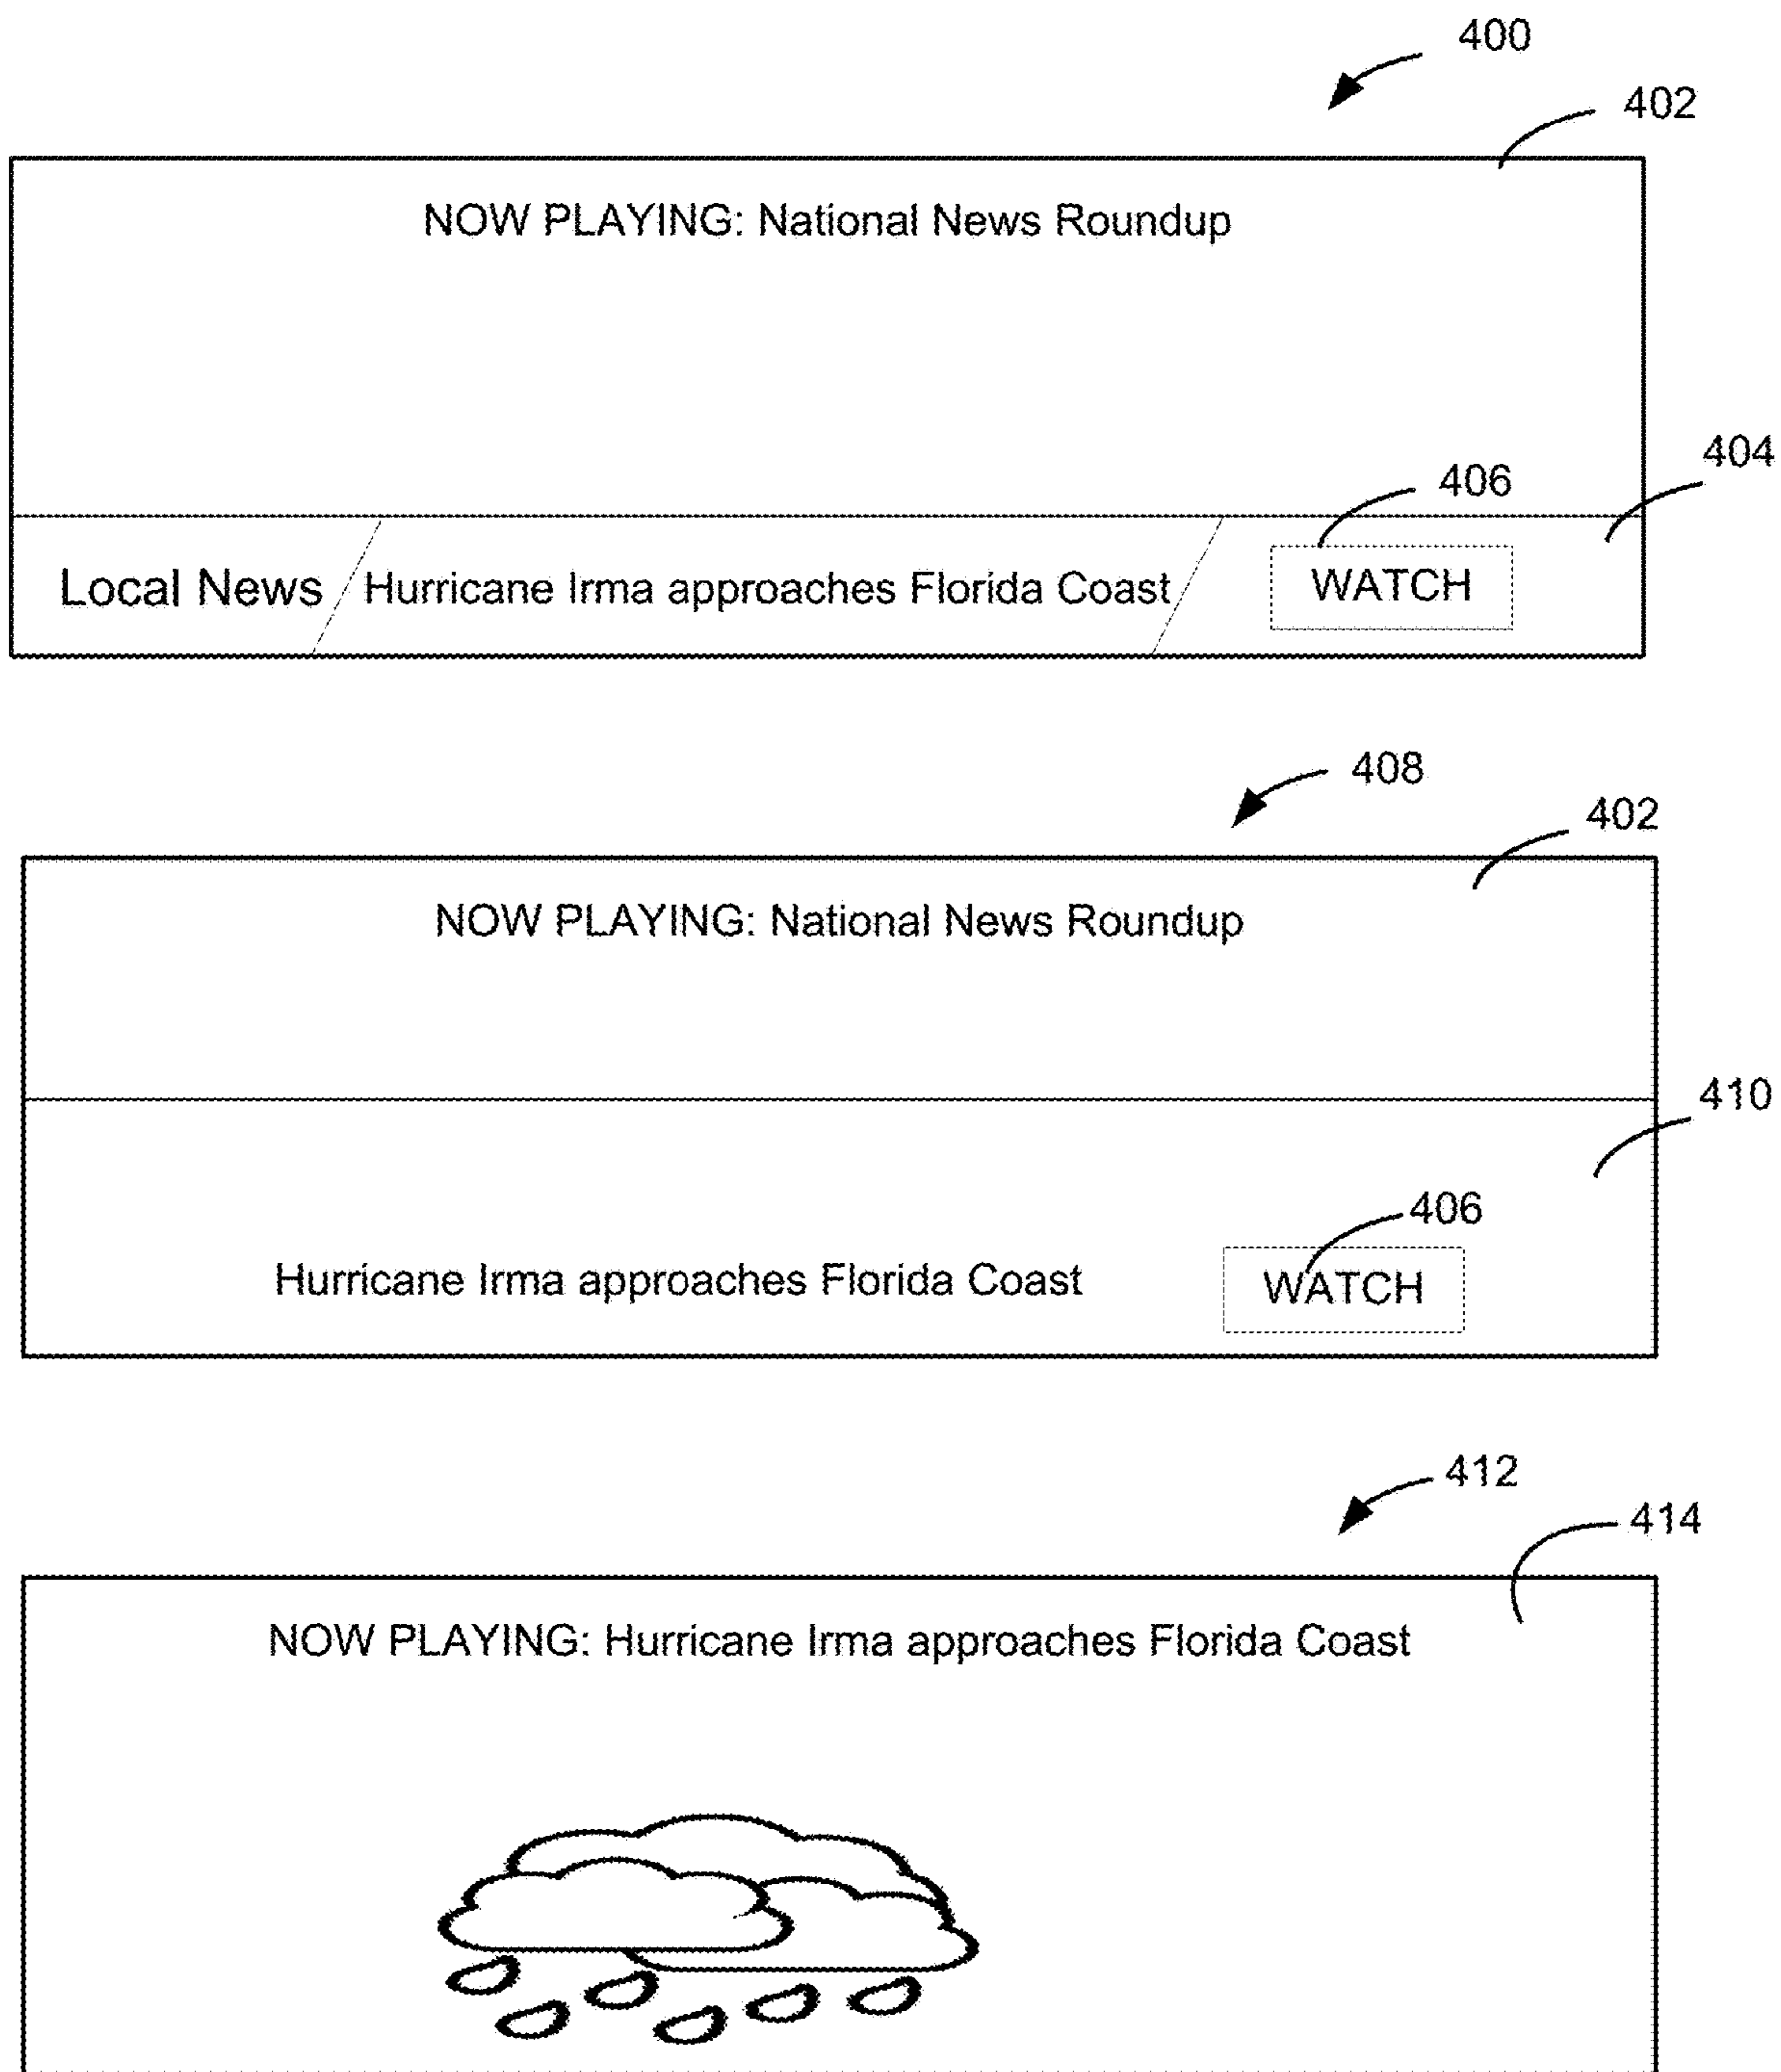 400
402
NOW PLAYING: National News Roundup
404
406
Local News
Hurricane Irma approaches Florida Coast
WATCH
408
402
NOW PLAYING: National News Roundup
410
406
Hurricane Irma approaches Florida Coast
WATCH
412
414
NOW PLAYING: Hurricane Irma approaches Florida Coast